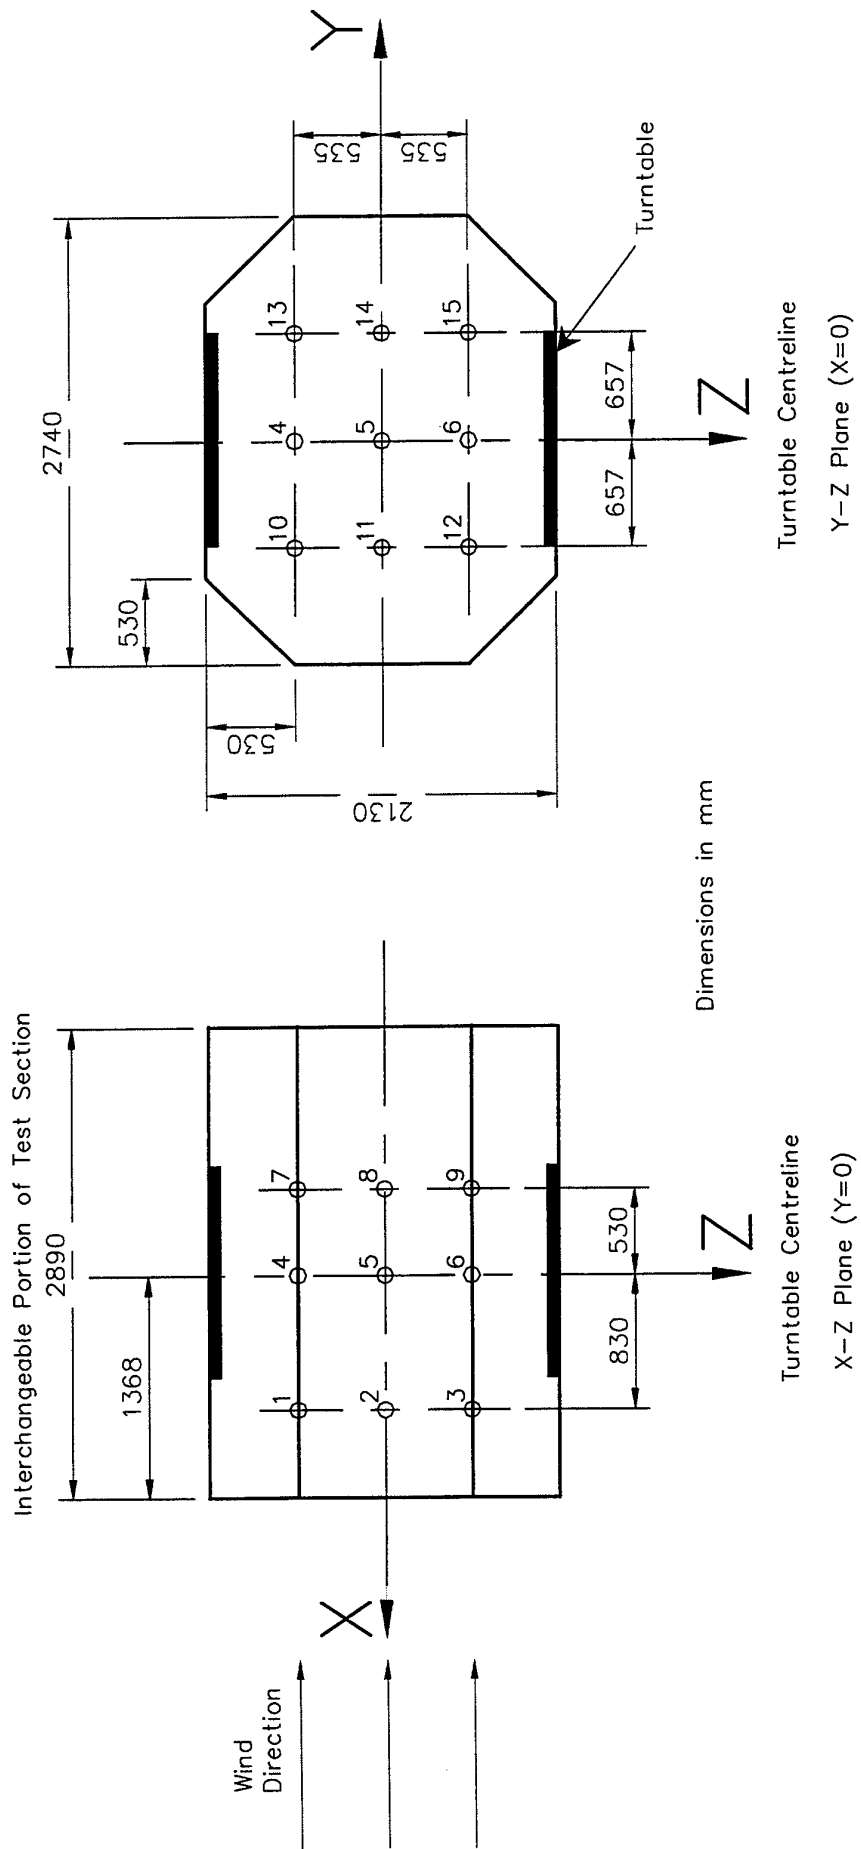 Interchangeable Portion of Test Section
2890
1368
1
4
7
2
5
8
3
6
9
830
530
X
Z
Wind
Direction
Turntable Centreline
X-Z Plane (Y=0)
Dimensions in mm
2740
530
530
2130
535
535
10
4
13
11
5
14
12
6
15
657
657
Y
Z
Turntable
Turntable Centreline
Y-Z Plane (X=0)